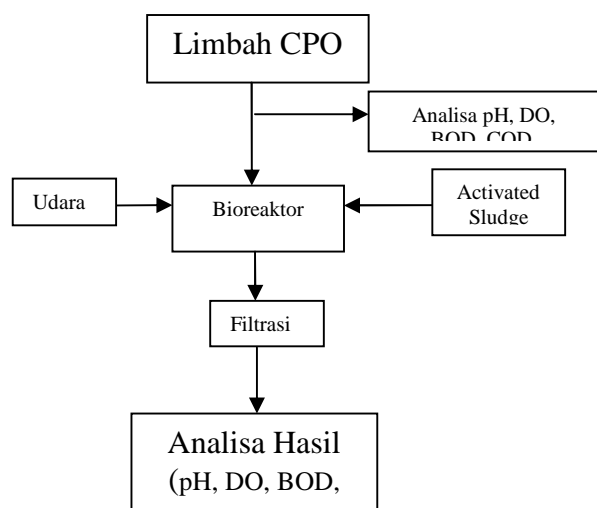 Limbah CPO
Analisa pH, DO,
BOD, COD
Udara
Bioreaktor
Activated
Sludge
Filtrasi
Analisa Hasil
(pH, DO, BOD,